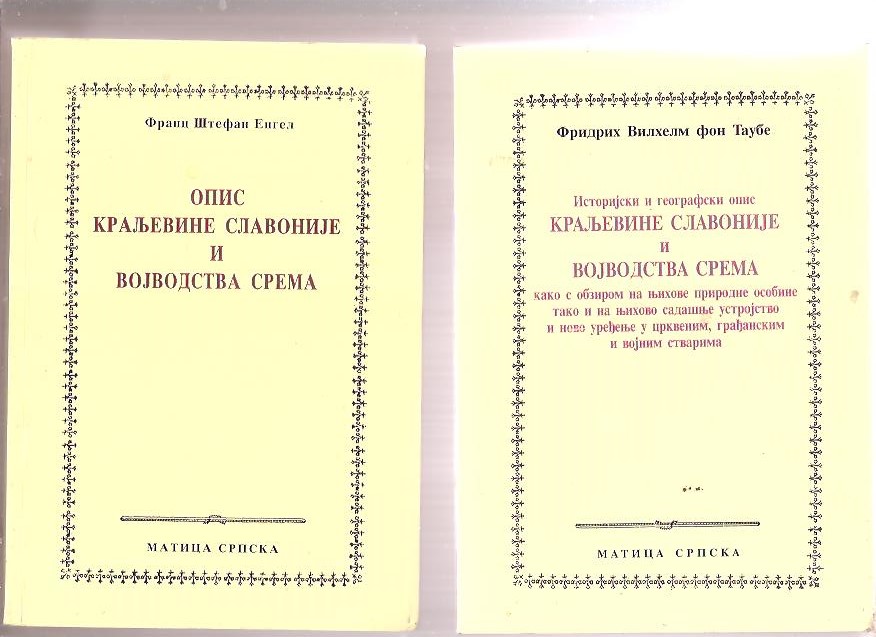 Франц Штефан Енгел
ОПИС
КРАЉЕВИНЕ СЛАВОНИЈЕ
И
ВОЈВОДСТВА СРЕМА
МАТИЦА СРПСКА
Фридрих Вилхелм фон Таубе
Историјски и географски опис
КРАЉЕВИНЕ СЛАВОНИЈЕ
И
ВОЈВОДСТВА СРЕМА
како с обзиром на њихове природне особине
тако и на њихово садашње устројство
и ново уређење у црквеним, грађанским
и војним стварима
МАТИЦА СРПСКА